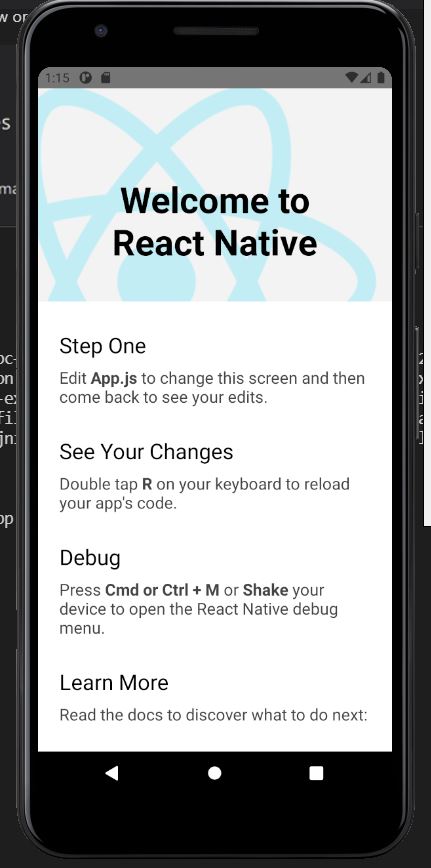 1:15
Welcome to
React Native
Step One
Edit App.js to change this screen and then
come back to see your edits.
See Your Changes
Double tap R on your keyboard to reload
your app's code.
Debug
Press Cmd or Ctrl + M or Shake your
device to open the React Native debug
menu.
Learn More
Read the docs to discover what to do next: